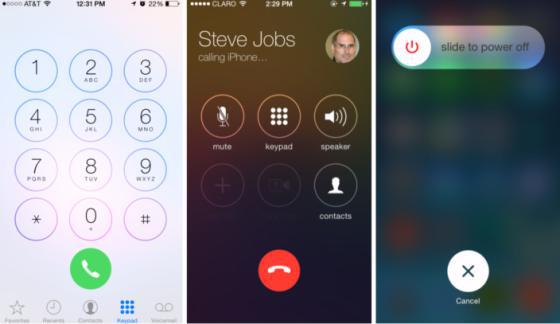 AT&T 12:31 PM 22%
1
2
ABC
3
DEF
4
GHI
5
JKL
6
MNO
7
PQRS
8
TUV
9
WXYZ
*
0
+
#
Favorites Recents Contacts Keypad Voicemail
CLARO 2:29 PM
Steve Jobs
calling iPhone...
mute keypad speaker
contacts
slide to power off
Cancel